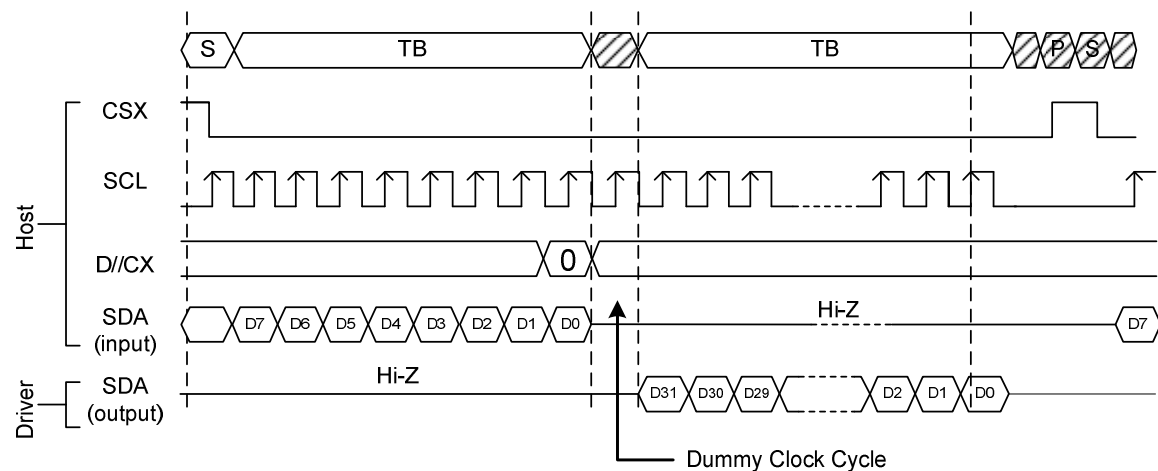 S TB TB P S
CSX
SCL
D//CX 0
SDA (input) D7 D6 D5 D4 D3 D2 D1 D0 Hi-Z D7
SDA (output) Hi-Z D31 D30 D29 D2 D1 D0
Host
Driver
Dummy Clock Cycle